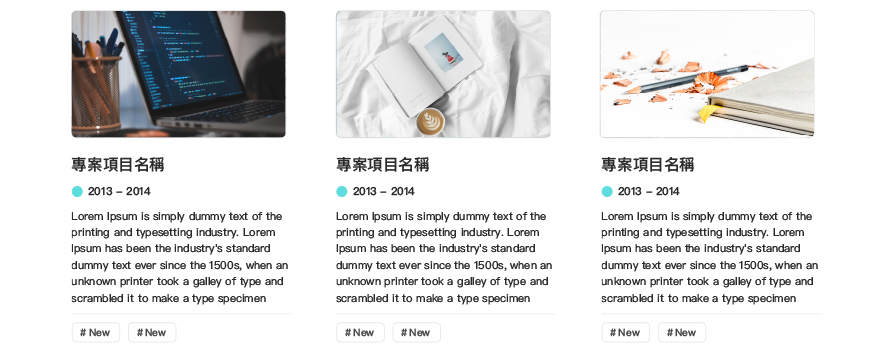 專案項目名稱
2013 – 2014
Lorem Ipsum is simply dummy text of the
printing and typesetting industry. Lorem
Ipsum has been the industry's standard
dummy text ever since the 1500s, when an
unknown printer took a galley of type and
scrambled it to make a type specimen
# New
# New
專案項目名稱
2013 – 2014
Lorem Ipsum is simply dummy text of the
printing and typesetting industry. Lorem
Ipsum has been the industry's standard
dummy text ever since the 1500s, when an
unknown printer took a galley of type and
scrambled it to make a type specimen
# New
# New
專案項目名稱
2013 – 2014
Lorem Ipsum is simply dummy text of the
printing and typesetting industry. Lorem
Ipsum has been the industry's standard
dummy text ever since the 1500s, when an
unknown printer took a galley of type and
scrambled it to make a type specimen
# New
# New